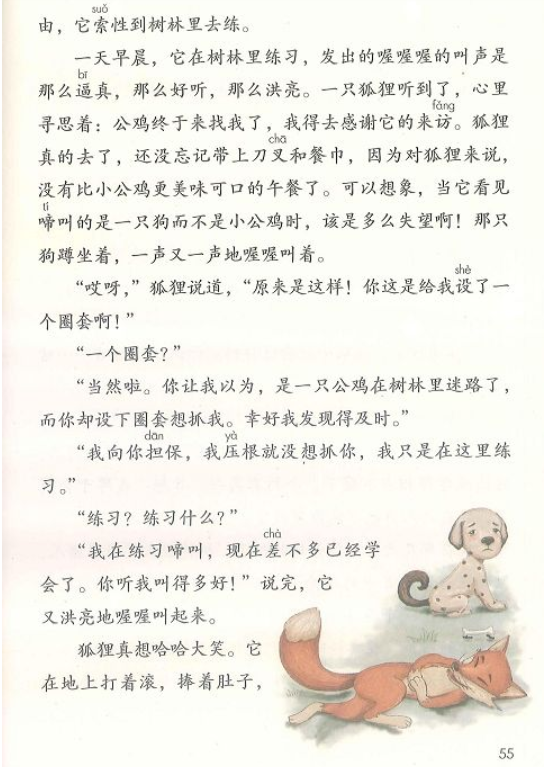 suǒ
由，它索性到树林里去练。
一天早晨，它在树林里练习，发出的喔喔喔的叫声是
bī
那么逼真，那么好听，那么洪亮。一只狐狸听到了，心里
fǎng
寻思着：公鸡终于来找我了，我得去感谢它的来访。狐狸
chā
真的去了，还没忘记带上刀叉和餐巾，因为对狐狸来说，
没有比小公鸡更美味可口的午餐了。可以想象，当它看见
tí
啼叫的是一只狗而不是小公鸡时，该是多么失望啊！那只
狗蹲坐着，一声又一声地喔喔叫着。
shè
“哎呀，”狐狸说道，“原来是这样！你这是给我设了一
个圈套啊！”
“一个圈套？”
“当然啦。你让我以为，是一只公鸡在树林里迷路了，
而你却设下圈套想抓我。幸好我发现得及时。”
dān yà
“我向你担保，我压根就没想抓你，我只是在这里练
习。”
“练习？练习什么？”
chà
“我在练习啼叫，现在差不多已经学
会了。你听我叫得多好！”说完，它
又洪亮地喔喔叫起来。
狐狸真想哈哈大笑。它
在地上打着滚，捧着肚子，
55